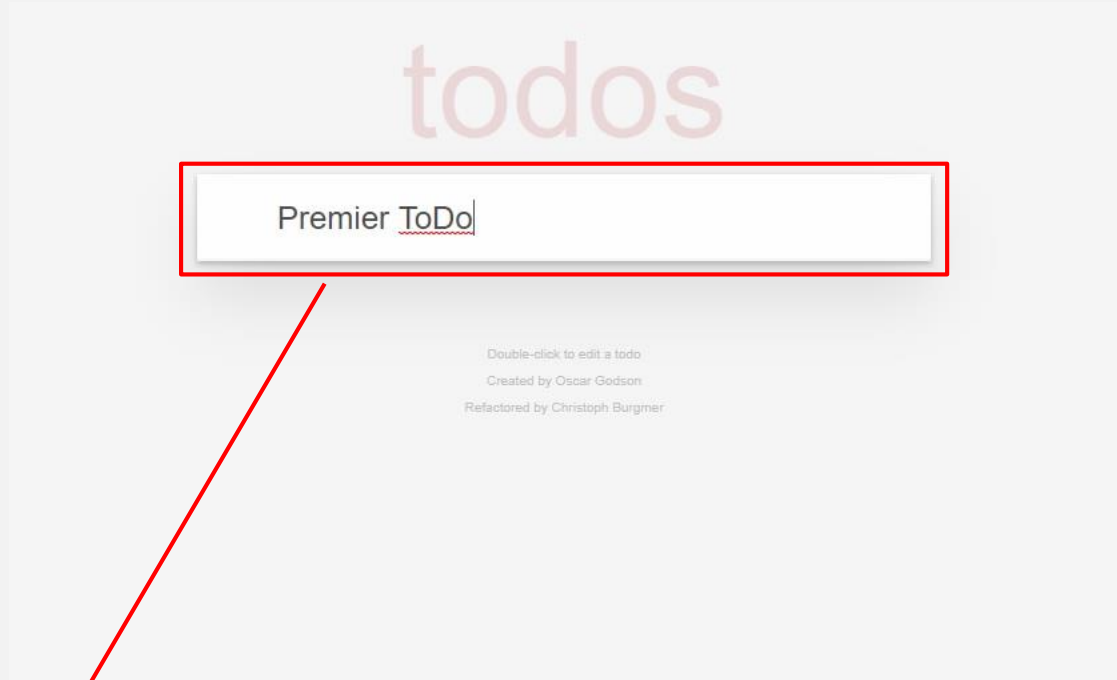 todos
Premier ToDo
Double-click to edit a todo
Created by Oscar Godson
Refactored by Christoph Burgmer